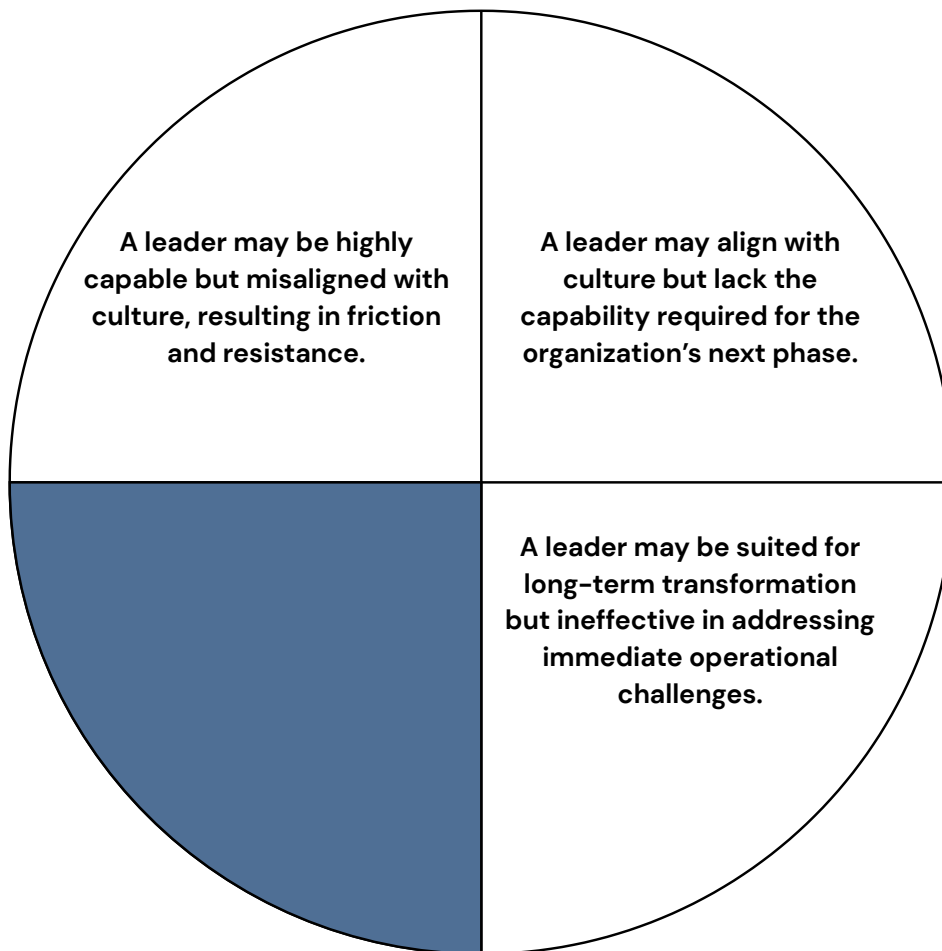 A leader may be highly
capable but misaligned with
culture, resulting in friction
and resistance.
A leader may align with
culture but lack the
capability required for the
organization’s next phase.
A leader may be suited for
long-term transformation
but ineffective in addressing
immediate operational
challenges.